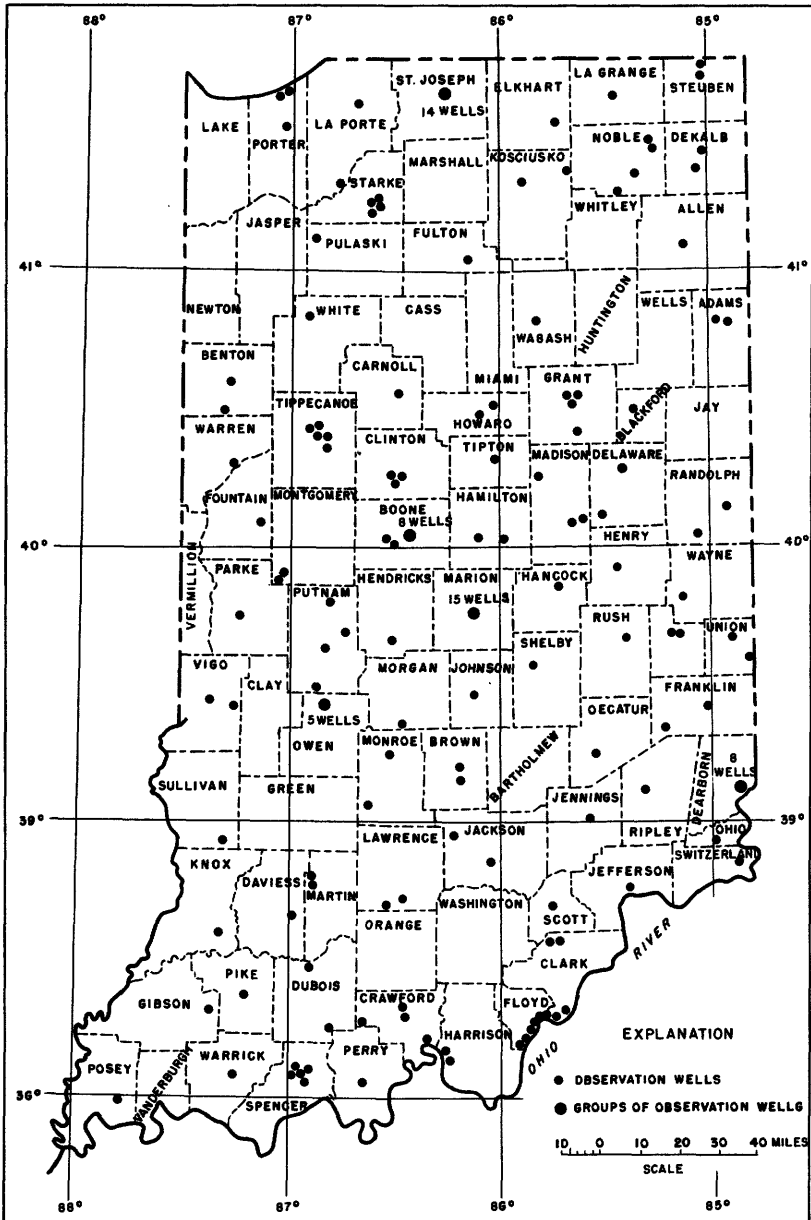 88° 87° 86° 85°
ST. JOSEPH
14 WELLS
ELKHART
LA GRANGE
STEUBEN
LAKE
PORTER
LA PORTE
NOBLE
DEKALB
MARSHALL
KOSCIUSKO
STARKE
WHITLEY
ALLEN
JASPER
PULASKI
FULTON
41° 41°
NEWTON
WHITE
CASS
WABASH
HUNTINGTON
WELLS
ADAMS
BENTON
CARNOLL
MIAMI
GRANT
BLACKFORD
JAY
TIPPECANOE
HOWARO
WARREN
CLINTON
TIPTON
MADISON
DELAWARE
RANDOLPH
FOUNTAIN
MONTGOMERY
BOONE
8 WELLS
HAMILTON
HENRY
40° 40°
VERMILLION
PARKE
PUTNAM
HENDRICKS
MARION
15 WELLS
HANCOCK
WAYNE
RUSH
UNION
SHELBY
VIGO
CLAY
MORGAN
JOHNSON
FRANKLIN
5 WELLS
OWEN
OECATUR
MONROE
BROWN
BARTHOLMEW
DEARBORN
8
WELLS
SULLIVAN
GREEN
JENNINGS
RIPLEY
OHIO
39° 39°
LAWRENCE
JACKSON
SWITZERLAND
KNOX
DAVIESS
MARTIN
WASHINGTON
JEFFERSON
SCOTT
ORANGE
CLARK
RIVER
PIKE
DUBOIS
GIBSON
CRAWFORD
FLOYD
HARRISON
OHIO
POSEY
VANDERBURGH
WARRICK
PERRY
SPENCER
36°
EXPLANATION
OBSERVATION WELLS
GROUPS OF OBSERVATION WELLG
10 0 10 20 30 40 MILES
SCALE
88° 87° 86° 85°